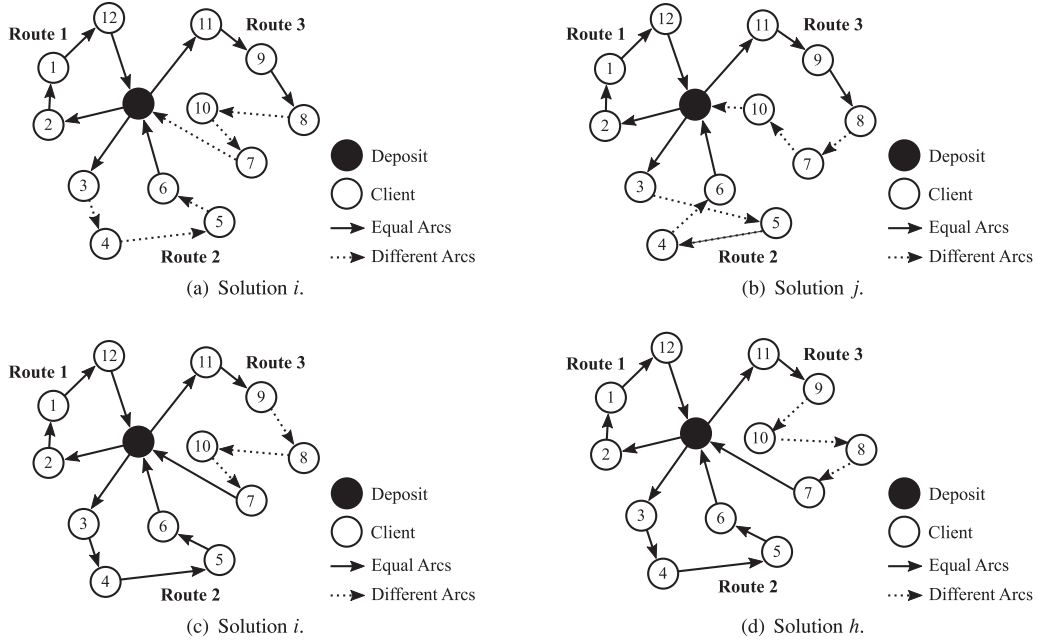 Route 1
12
11
Route 3
1
9
2
10
8
7
3
6
5
4
Route 2
Deposit
Client
Equal Arcs
Different Arcs
(a) Solution i.
Route 1
12
11
Route 3
1
9
2
10
8
7
3
6
5
4
Route 2
Deposit
Client
Equal Arcs
Different Arcs
(b) Solution j.
Route 1
12
11
Route 3
1
9
2
10
8
7
3
6
5
4
Route 2
Deposit
Client
Equal Arcs
Different Arcs
(c) Solution i.
Route 1
12
11
Route 3
1
9
2
10
8
7
3
6
5
4
Route 2
Deposit
Client
Equal Arcs
Different Arcs
(d) Solution h.